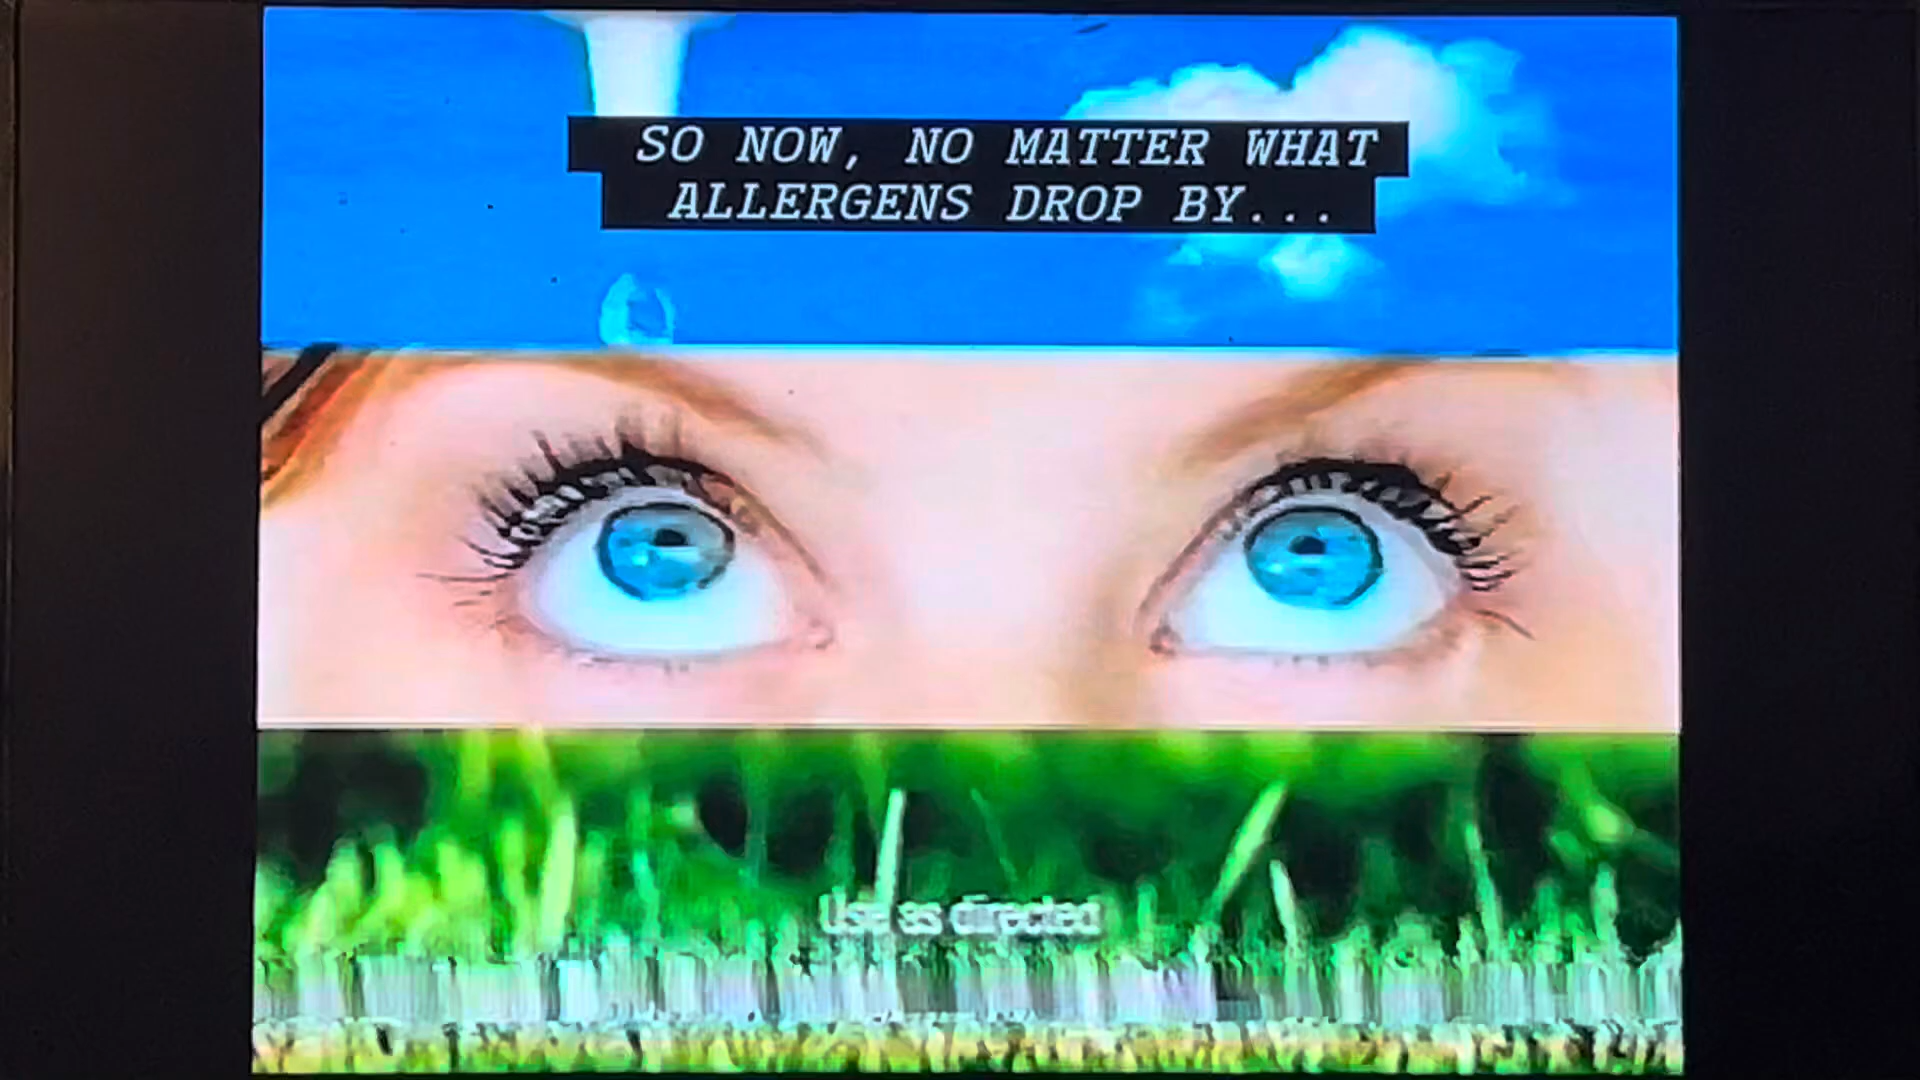 SO NOW, NO MATTER WHAT
ALLERGENS DROP BY...
Use as directed